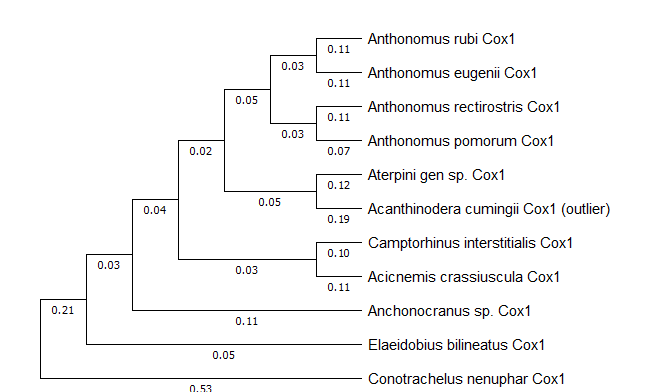 Anthonomus rubi Cox1
0.11
0.03
Anthonomus eugenii Cox1
0.11
0.05
Anthonomus rectirostris Cox1
0.11
0.03
Anthonomus pomorum Cox1
0.07
0.02
Aterpini gen sp. Cox1
0.12
0.05
Acanthinodera cumingii Cox1 (outlier)
0.19
0.04
Camptorhinus interstitialis Cox1
0.10
0.03
Acicnemis crassiuscula Cox1
0.11
0.03
Anchonocranus sp. Cox1
0.11
0.21
Elaeidobius bilineatus Cox1
0.05
Conotrachelus nenuphar Cox1
0.53